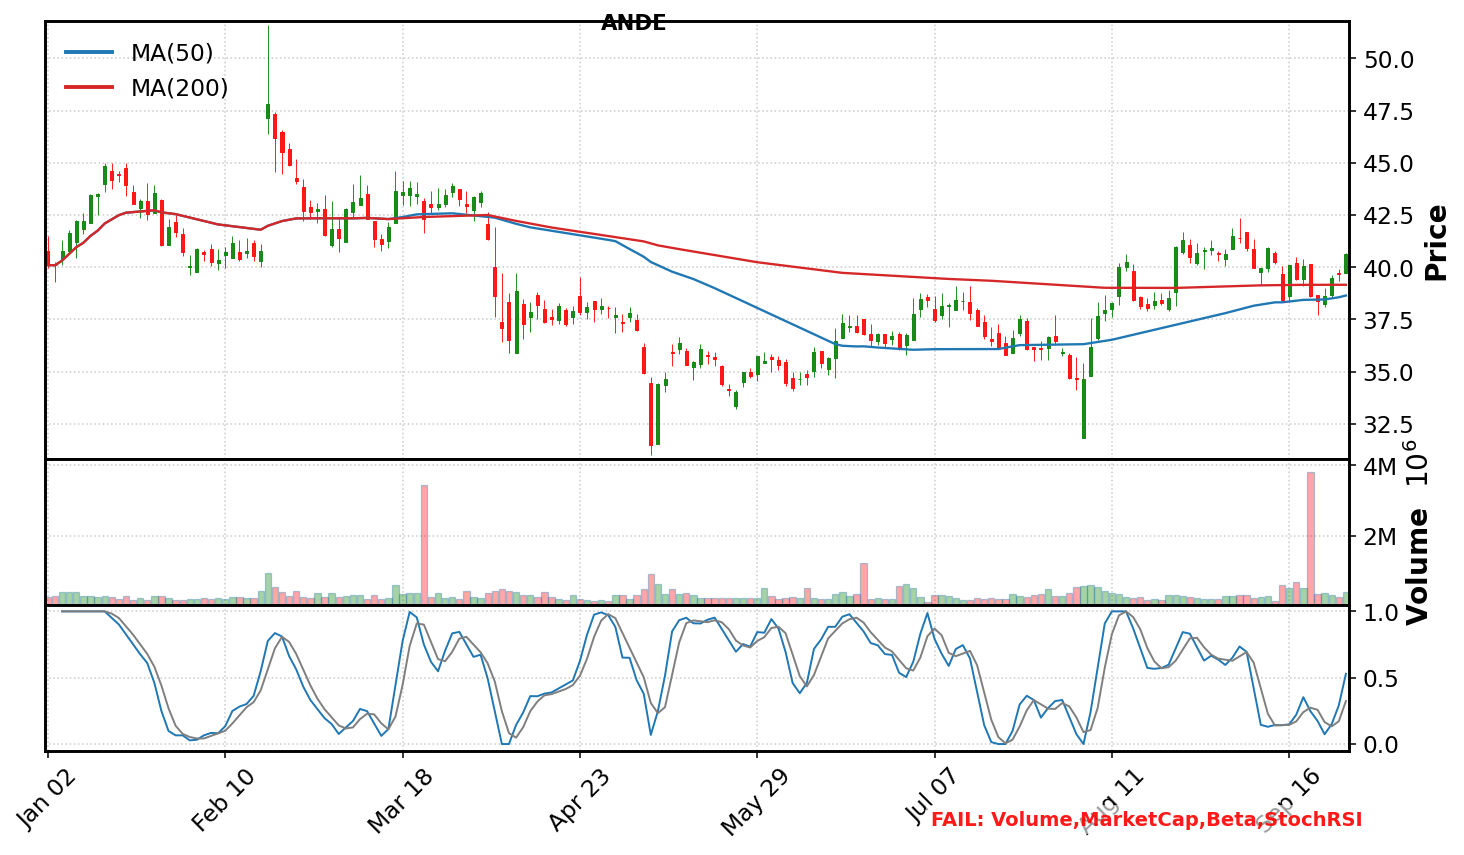 ANDE
MA(50)
MA(200)
50.0
47.5
45.0
42.5
40.0
37.5
35.0
32.5
Price
4M
2M
Volume 10^6
1.0
0.5
0.0
Jan 02
Feb 10
Mar 18
Apr 23
May 29
Jul 07
Aug 11
Sep 16
FAIL: Volume,MarketCap,Beta,StochRSI